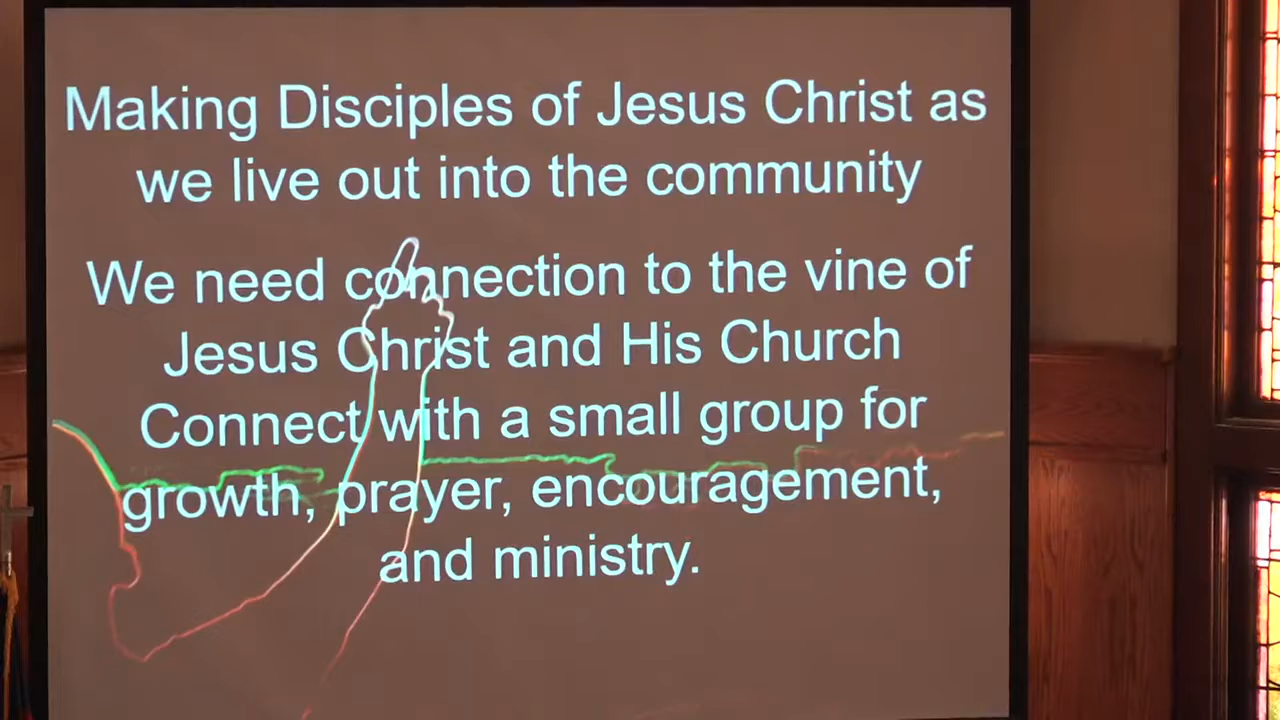 Making Disciples of Jesus Christ as
we live out into the community
We need connection to the vine of
Jesus Christ and His Church
Connect with a small group for
growth, prayer, encouragement,
and ministry.